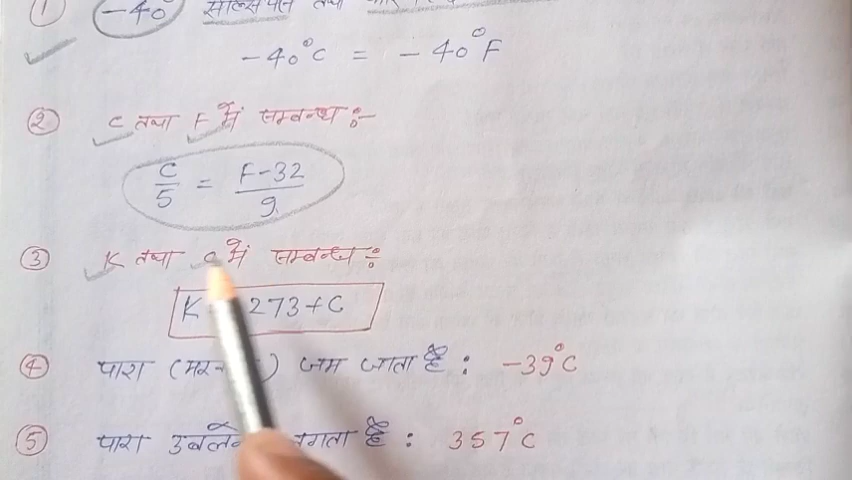 ① -40° सेल्सियस तथा
-40°C = -40°F
② C तथा F में सम्बन्ध :-
C/5 = F-32/9
③ K तथा C में सम्बन्ध :
K 273+C
④ पारा जम जाता है : -39°C
⑤ पारा उबलने लगता है : 357°C